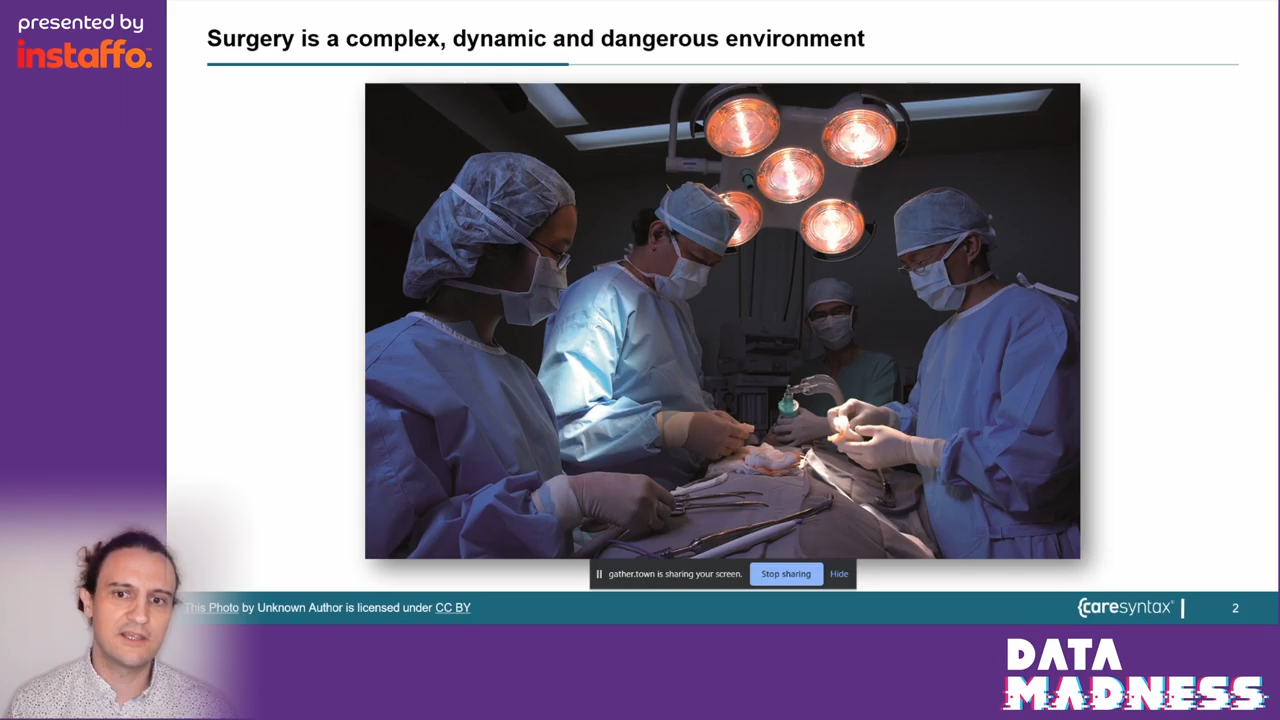 presented by
instaffo.
Surgery is a complex, dynamic and dangerous environment
gather.town is sharing your screen.
Stop sharing
Hide
This Photo by Unknown Author is licensed under CC BY
caresyntax®
2
DATA
MADNESS